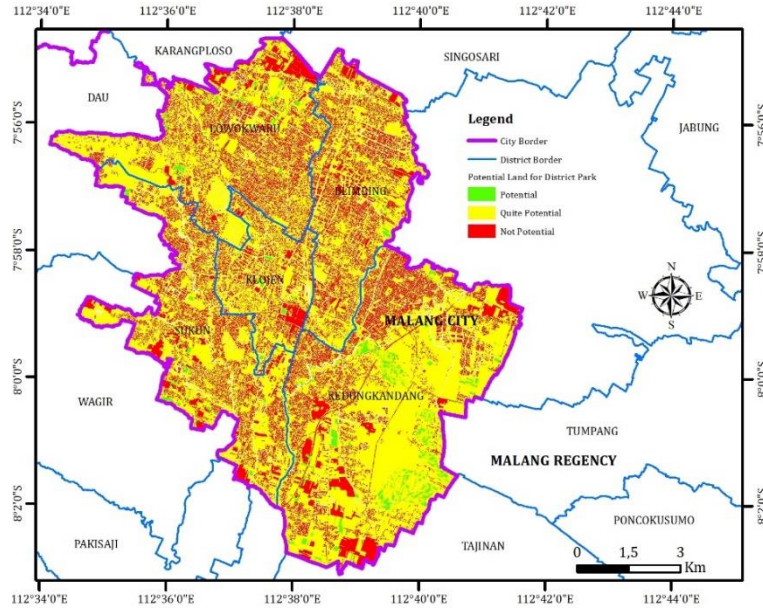 112°34'0"E 112°36'0"E 112°38'0"E 112°40'0"E 112°42'0"E 112°44'0"E
KARANGPLOSO
SINGOSARI
DAU
JABUNG
7°56'0"S
7°56'0"S
LOWOKWARU
BLIMBING
Legend
City Border
District Border
Potential Land for District Park
Potential
Quite Potential
Not Potential
7°58'0"S
7°58'0"S
KLOJEN
N
W E
S
SUKUN
MALANG CITY
8°0'0"S
8°0'0"S
WAGIR
KEDUNGKANDANG
TUMPANG
MALANG REGENCY
8°2'0"S
8°2'0"S
PONCOKUSUMO
PAKISAJI
TAJINAN
0 1,5 3
Km
112°34'0"E 112°36'0"E 112°38'0"E 112°40'0"E 112°42'0"E 112°44'0"E